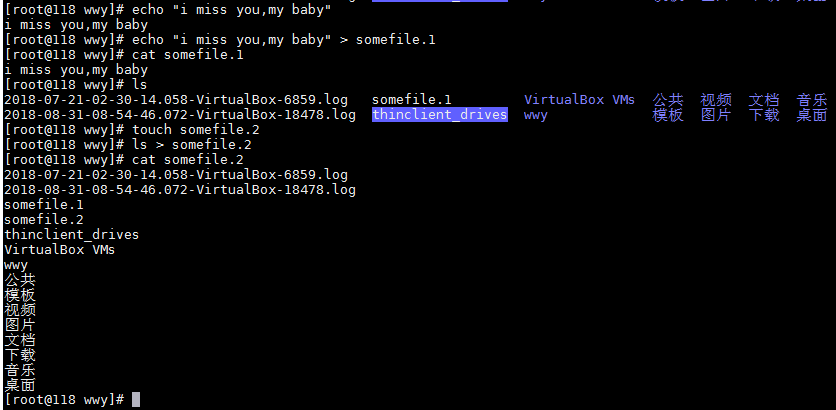 [root@118 wwy]# echo "i miss you,my baby"
i miss you,my baby
[root@118 wwy]# echo "i miss you,my baby" > somefile.1
[root@118 wwy]# cat somefile.1
i miss you,my baby
[root@118 wwy]# ls
2018-07-21-02-30-14.058-VirtualBox-6859.log somefile.1 VirtualBox VMs 公共 视频 文档 音乐
2018-08-31-08-54-46.072-VirtualBox-18478.log thinclient_drives wwy 模板 图片 下载 桌面
[root@118 wwy]# touch somefile.2
[root@118 wwy]# ls > somefile.2
[root@118 wwy]# cat somefile.2
2018-07-21-02-30-14.058-VirtualBox-6859.log
2018-08-31-08-54-46.072-VirtualBox-18478.log
somefile.1
somefile.2
thinclient_drives
VirtualBox VMs
wwy
公共
模板
视频
图片
文档
下载
音乐
桌面
[root@118 wwy]#